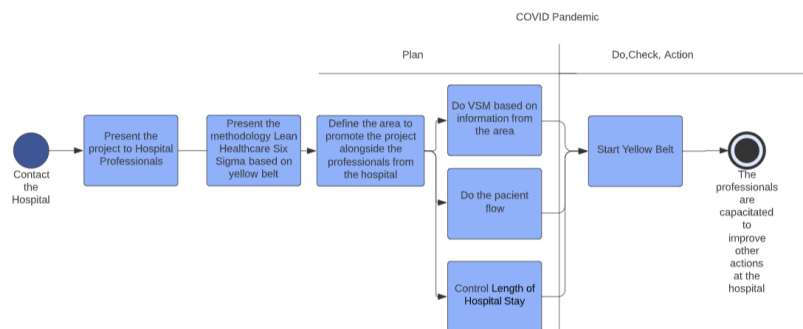 COVID Pandemic
Plan
Do,Check, Action
Contact
the
Hospital
Present the
project to Hospital
Professionals
Present the
methodology Lean
Healthcare Six
Sigma based on
yellow belt
Define the area to
promote the project
alongside the
professionals from
the hospital
Do VSM based on
information from
the area
Do the pacient
flow
Control Length of
Hospital Stay
Start Yellow Belt
The
professionals
are
capacitated
to
improve
other
actions
at the
hospital